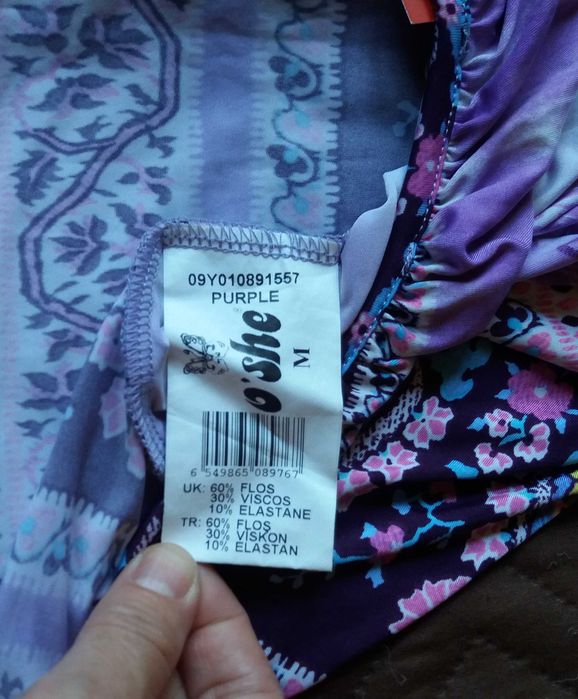 09Y010891557
PURPLE
o'she
M
6 549865 089767
UK: 60% FLOS
30% VISCOS
10% ELASTANE
TR: 60% FLOS
30% VISKON
10% ELASTAN